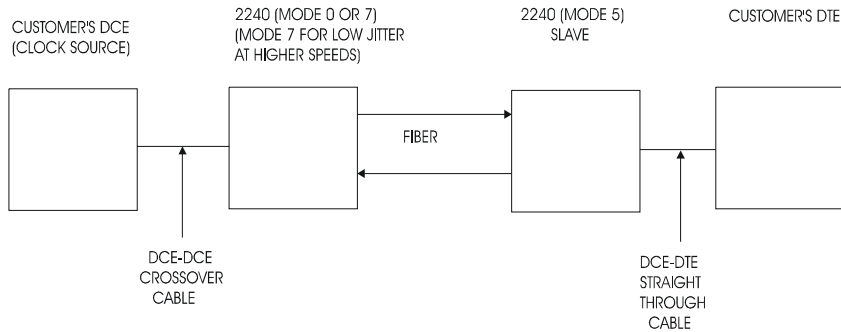 CUSTOMER'S DCE
(CLOCK SOURCE)
2240 (MODE 0 OR 7)
(MODE 7 FOR LOW JITTER
AT HIGHER SPEEDS)
2240 (MODE 5)
SLAVE
CUSTOMER'S DTE
FIBER
DCE-DCE
CROSSOVER
CABLE
DCE-DTE
STRAIGHT
THROUGH
CABLE